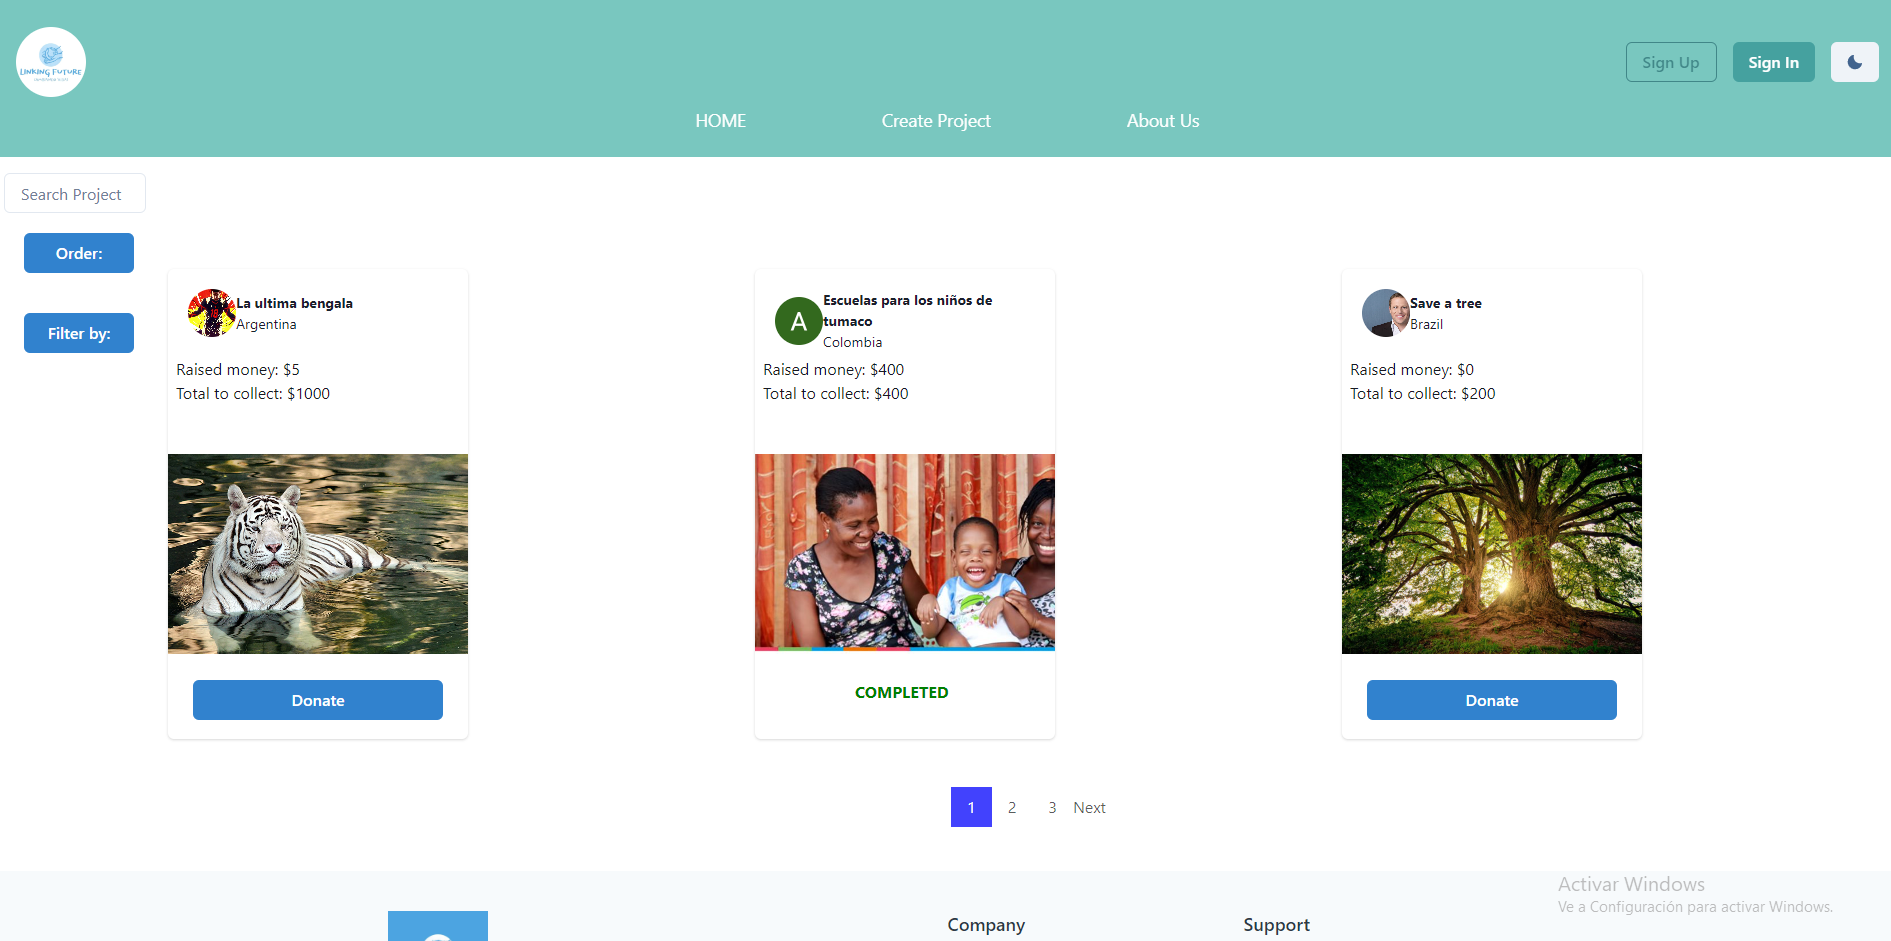 LINKING FUTURE
Sign Up
Sign In
HOME
Create Project
About Us
Search Project
Order:
Filter by:
La ultima bengala
Argentina
Raised money: $5
Total to collect: $1000
Donate
A
Escuelas para los niños de
tumaco
Colombia
Raised money: $400
Total to collect: $400
COMPLETED
Save a tree
Brazil
Raised money: $0
Total to collect: $200
Donate
1 2 3 Next
Company
Support
Activar Windows
Ve a Configuración para activar Windows.